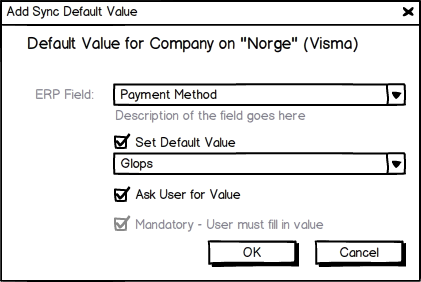 Add Sync Default Value
Default Value for Company on "Norge" (Visma)
ERP Field: Payment Method
Description of the field goes here
Set Default Value
Glops
Ask User for Value
Mandatory - User must fill in value
OK Cancel